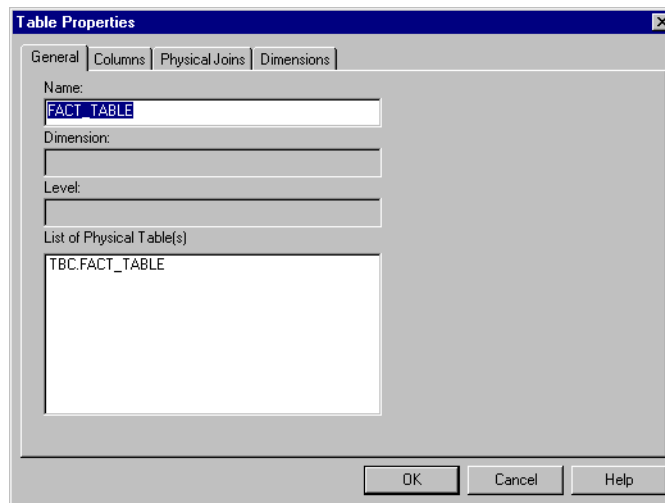 Table Properties
General Columns Physical Joins Dimensions
Name:
FACT_TABLE
Dimension:
Level:
List of Physical Table(s)
TBC.FACT_TABLE
OK Cancel Help